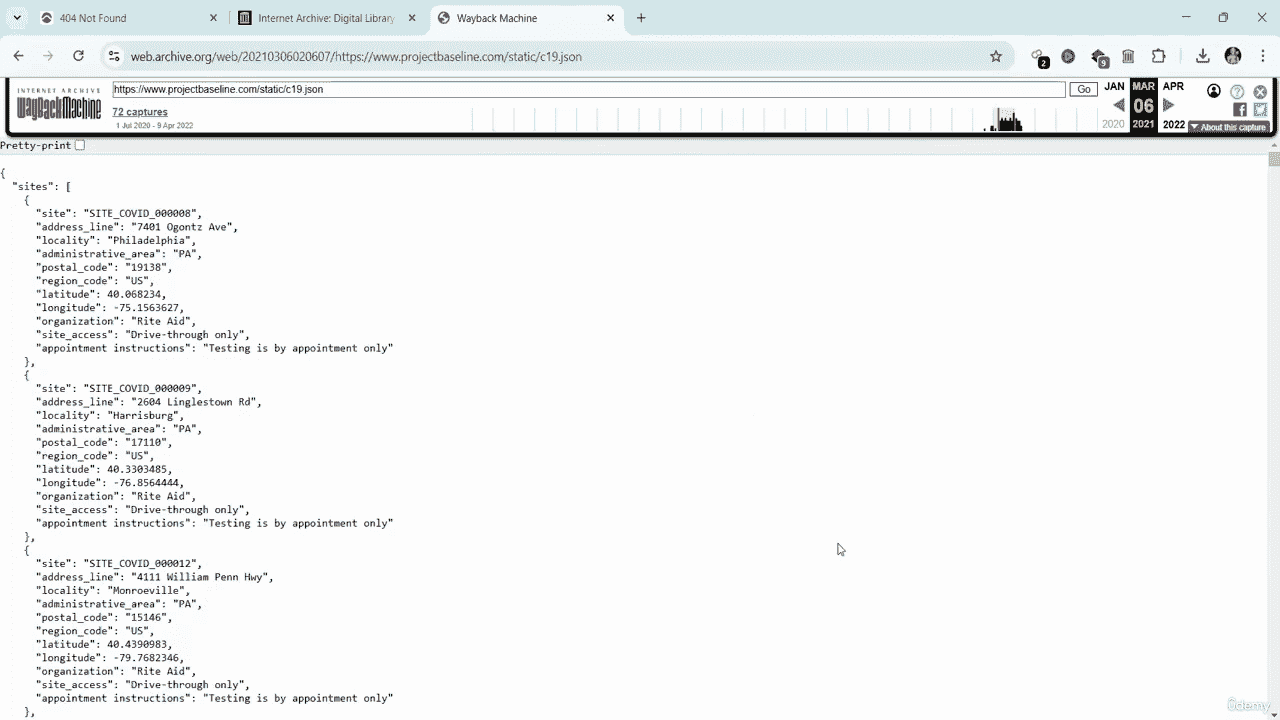 404 Not Found
Internet Archive: Digital Library
Wayback Machine
web.archive.org/web/20210306020607/https://www.projectbaseline.com/static/c19.json
2
9
INTERNET ARCHIVE
WayBackMachine
https://www.projectbaseline.com/static/c19.json
Go
JAN MAR APR
72 captures
06
1 Jul 2020 - 9 Apr 2022
2020 2021 2022
About this capture
Pretty-print
{
"sites": [
{
"site": "SITE_COVID_000008",
"address_line": "7401 Ogontz Ave",
"locality": "Philadelphia",
"administrative_area": "PA",
"postal_code": "19138",
"region_code": "US",
"latitude": 40.068234,
"longitude": -75.1563627,
"organization": "Rite Aid",
"site_access": "Drive-through only",
"appointment instructions": "Testing is by appointment only"
},
{
"site": "SITE_COVID_000009",
"address_line": "2604 Linglestown Rd",
"locality": "Harrisburg",
"administrative_area": "PA",
"postal_code": "17110",
"region_code": "US",
"latitude": 40.3303485,
"longitude": -76.8564444,
"organization": "Rite Aid",
"site_access": "Drive-through only",
"appointment instructions": "Testing is by appointment only"
},
{
"site": "SITE_COVID_000012",
"address_line": "4111 William Penn Hwy",
"locality": "Monroeville",
"administrative_area": "PA",
"postal_code": "15146",
"region_code": "US",
"latitude": 40.4390983,
"longitude": -79.7682346,
"organization": "Rite Aid",
"site_access": "Drive-through only",
"appointment instructions": "Testing is by appointment only"
},
ûdemy